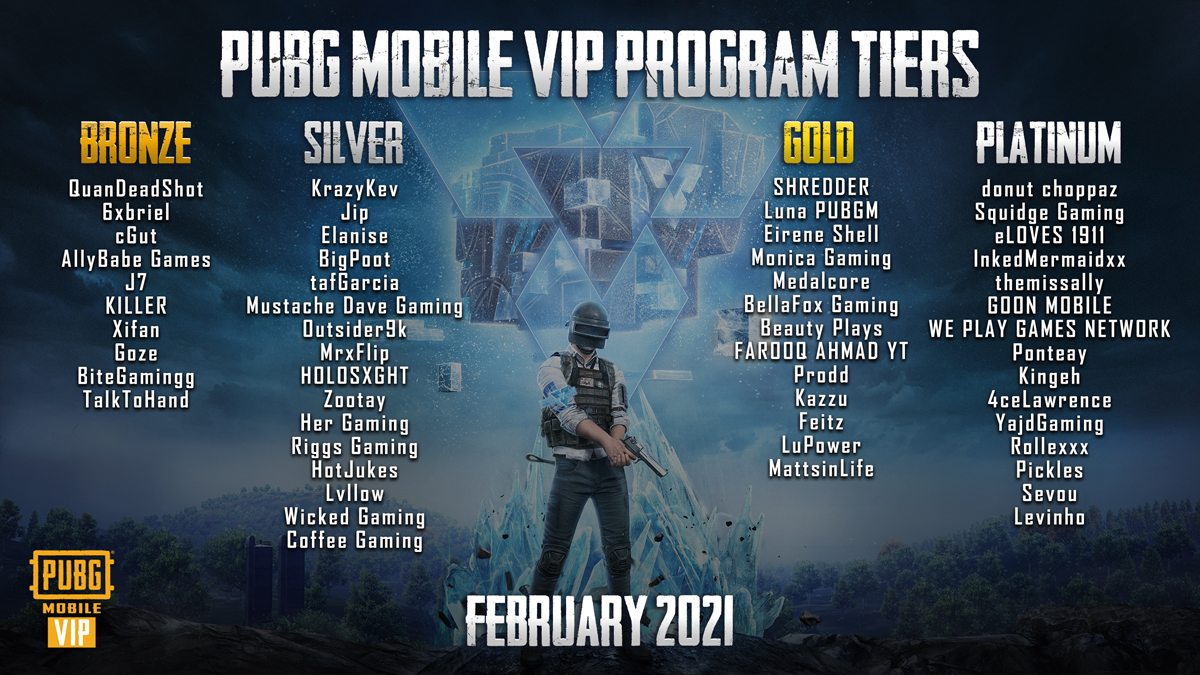 PUBG MOBILE VIP PROGRAM TIERS
BRONZE
QuanDeadShot
6xbriel
cGut
AllyBabe Games
J7
KILLER
Xifan
Goze
BiteGamingg
TalkToHand
SILVER
KrazyKev
Jip
Elanise
BigPoot
tafGarcia
Mustache Dave Gaming
Outsider9k
MrxFlip
HOLOSXGHT
Zootay
Her Gaming
Riggs Gaming
HotJukes
Lvllow
Wicked Gaming
Coffee Gaming
GOLD
SHREDDER
Luna PUBGM
Eirene Shell
Monica Gaming
Medalcore
BellaFox Gaming
Beauty Plays
FAROOQ AHMAD YT
Prodd
Kazzu
Feitz
LuPower
MattsinLife
PLATINUM
donut choppaz
Squidge Gaming
eLOVES 1911
InkedMermaidxx
themissally
GOON MOBILE
WE PLAY GAMES NETWORK
Ponteay
Kingeh
4ceLawrence
YajdGaming
Rollexxx
Pickles
Sevou
Levinho
PUBG
MOBILE
VIP
FEBRUARY 2021